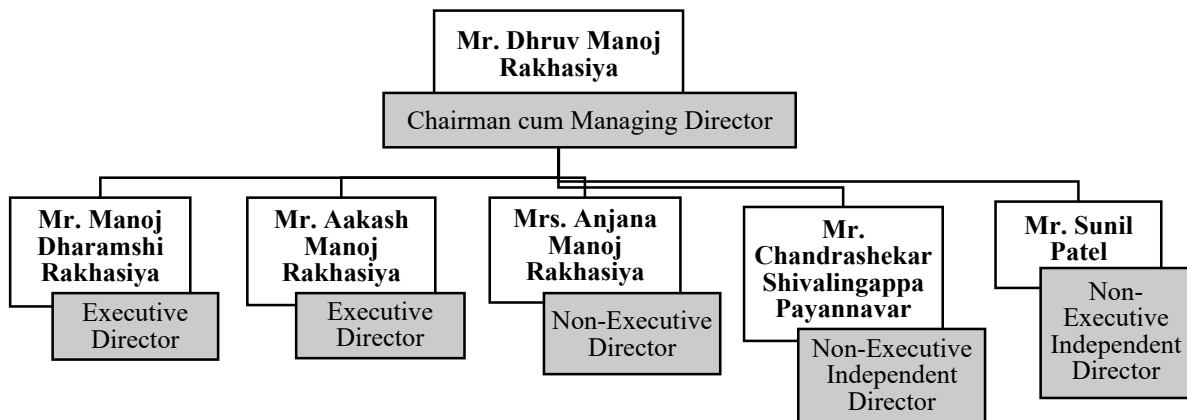 Mr. Dhruv Manoj
Rakhasiya
Chairman cum Managing Director
Mr. Manoj
Dharamshi
Rakhasiya
Executive
Director
Mr. Aakash
Manoj
Rakhasiya
Executive
Director
Mrs. Anjana
Manoj
Rakhasiya
Non-Executive
Director
Mr.
Chandrashekar
Shivalingappa
Payannavar
Non-Executive
Independent
Director
Mr. Sunil
Patel
Non-
Executive
Independent
Director